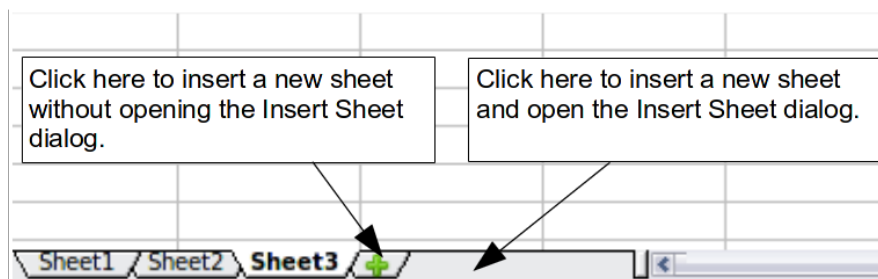 Click here to insert a new sheet
without opening the Insert Sheet
dialog.
Click here to insert a new sheet
and open the Insert Sheet dialog.
Sheet1 Sheet2 Sheet3